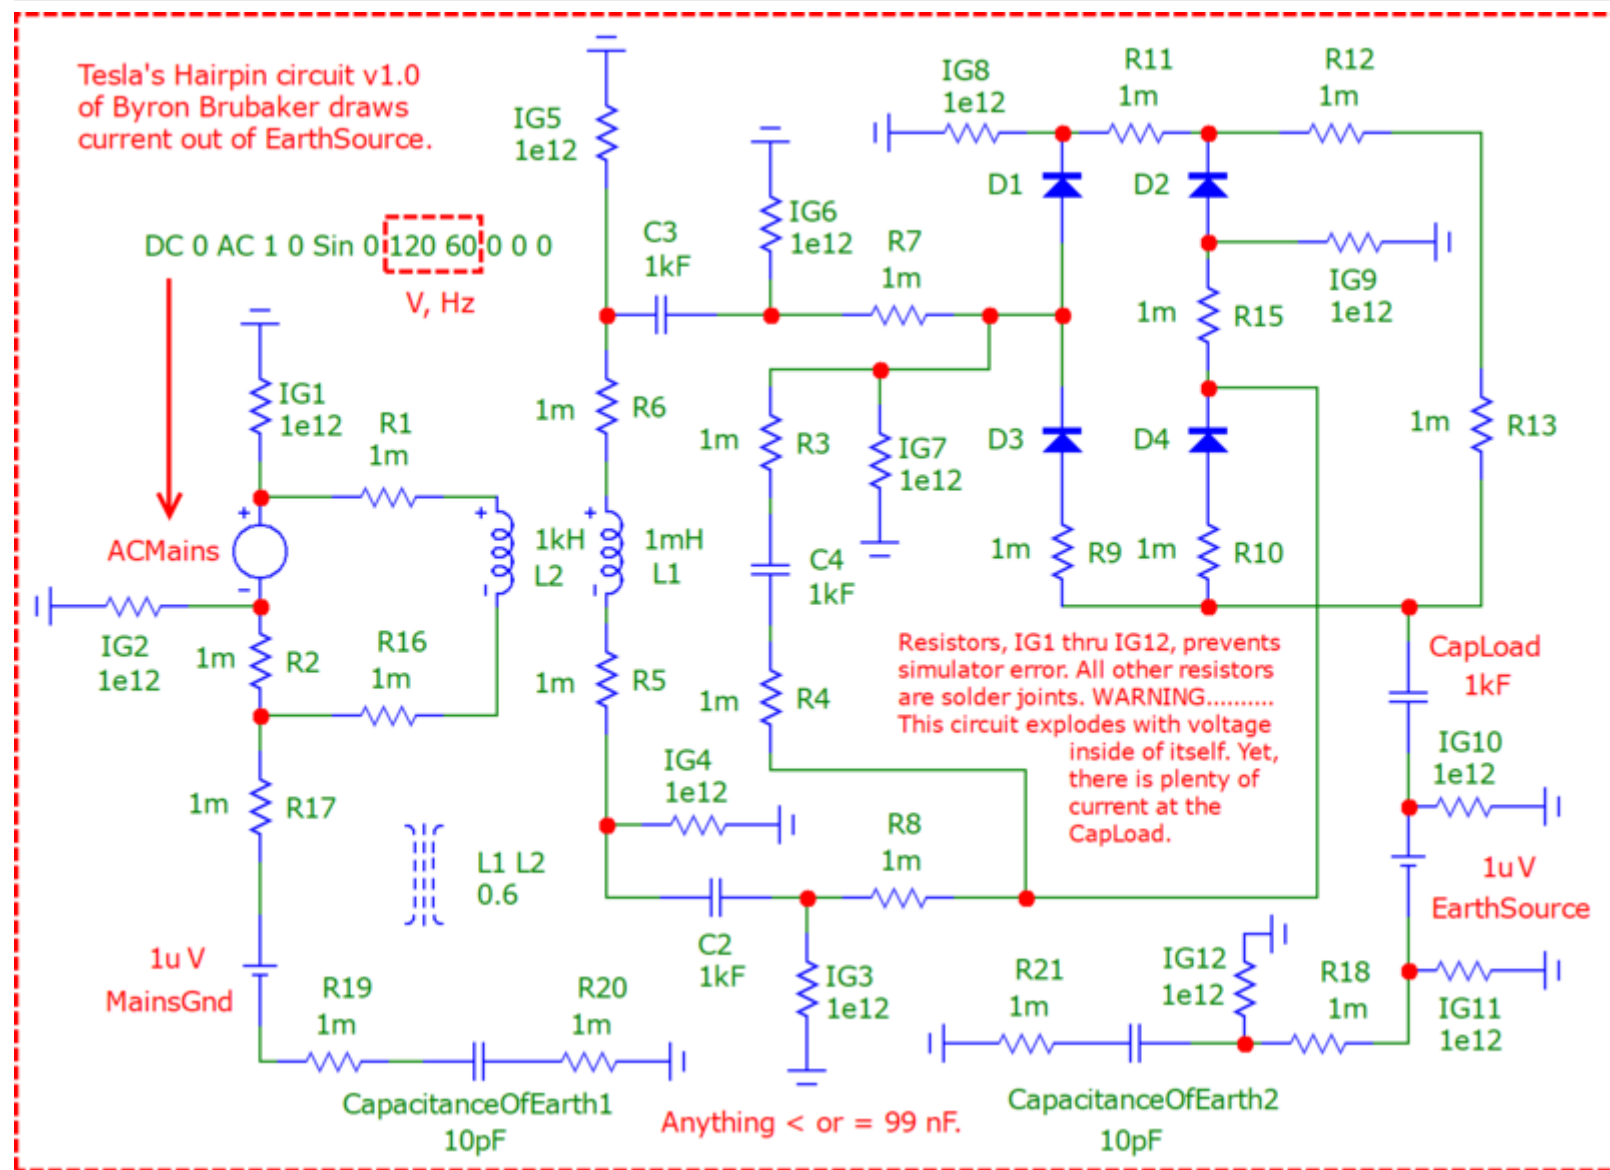 Tesla's Hairpin circuit v1.0
of Byron Brubaker draws
current out of EarthSource.
IG5
1e12
IG8
1e12
R11
1m
R12
1m
D1
D2
IG6
1e12
DC 0 AC 1 0 Sin 0 120 60 0 0 0
V, Hz
C3
1kF
R7
1m
IG9
1e12
1m
R15
IG1
1e12
R1
1m
1m
R6
1m
R3
IG7
1e12
D3
D4
1m
R13
+
ACMains
-
+
-
1kH
L2
+
-
1mH
L1
C4
1kF
1m
R9
1m
R10
IG2
1e12
1m
R2
R16
1m
1m
R5
1m
R4
Resistors, IG1 thru IG12, prevents
simulator error. All other resistors
are solder joints. WARNING..........
This circuit explodes with voltage
inside of itself. Yet,
there is plenty of
current at the
CapLoad.
CapLoad
1kF
IG10
1e12
1m
R17
IG4
1e12
R8
1m
L1 L2
0.6
1u V
EarthSource
1u V
MainsGnd
C2
1kF
IG3
1e12
R19
1m
R20
1m
R21
1m
IG12
1e12
R18
1m
IG11
1e12
CapacitanceOfEarth1
10pF
Anything < or = 99 nF.
CapacitanceOfEarth2
10pF